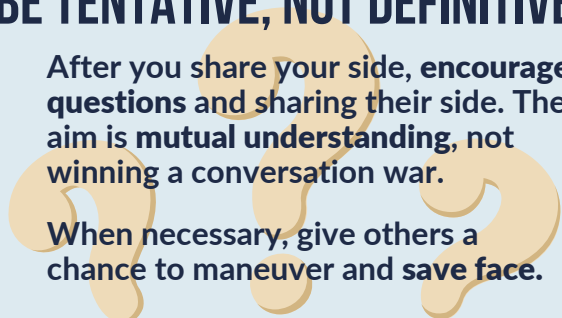 BE TENTATIVE, NOT DEFINITIVE
After you share your side, encourage
questions and sharing their side. The
aim is mutual understanding, not
winning a conversation war.
When necessary, give others a
chance to maneuver and save face.